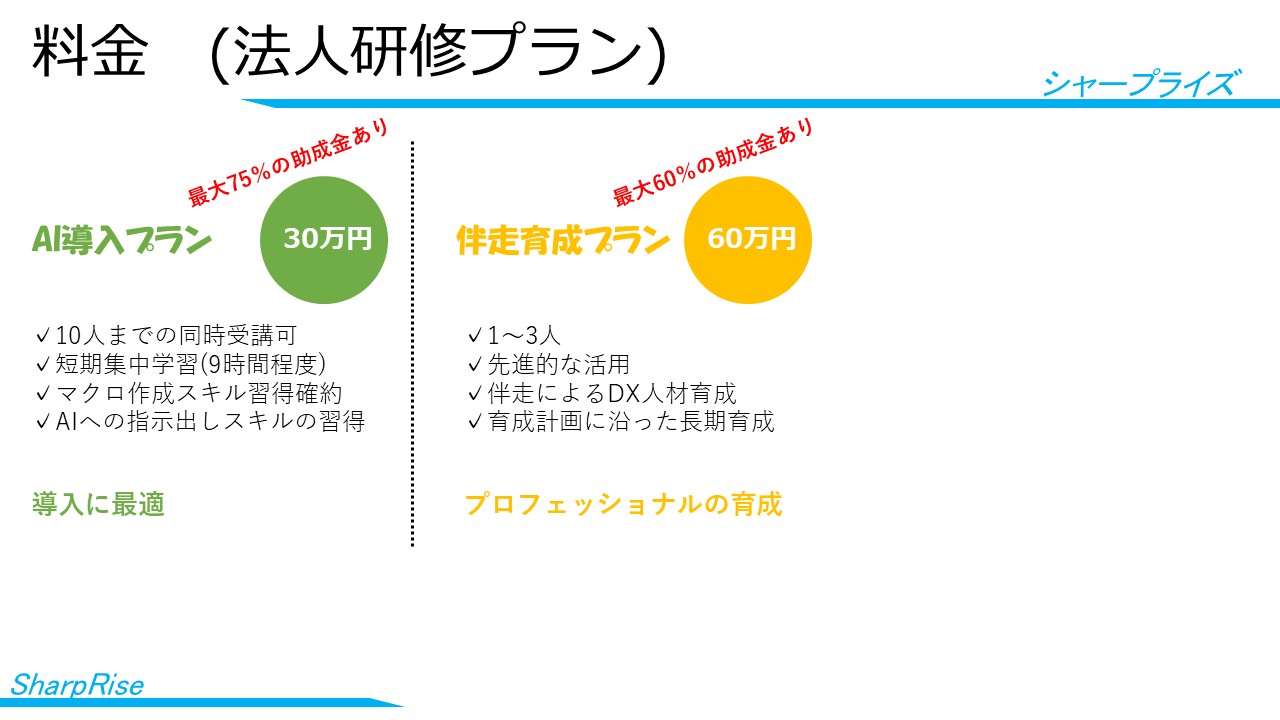 料金　(法人研修プラン)
シャープライズ
最大75%の助成金あり
AI導入プラン
30万円
✓10人までの同時受講可
✓短期集中学習(9時間程度)
✓マクロ作成スキル習得確約
✓AIへの指示出しスキルの習得
導入に最適
最大60%の助成金あり
伴走育成プラン
60万円
✓1～3人
✓先進的な活用
✓伴走によるDX人材育成
✓育成計画に沿った長期育成
プロフェッショナルの育成
SharpRise